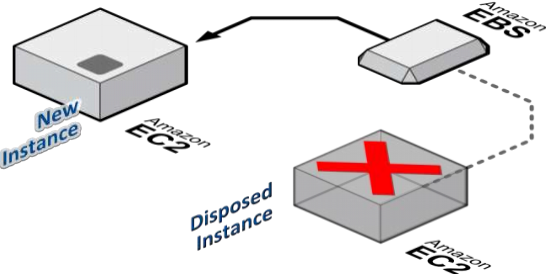 Amazon
EBS
New
Instance
Amazon
EC2
Disposed
Instance
Amazon
EC2